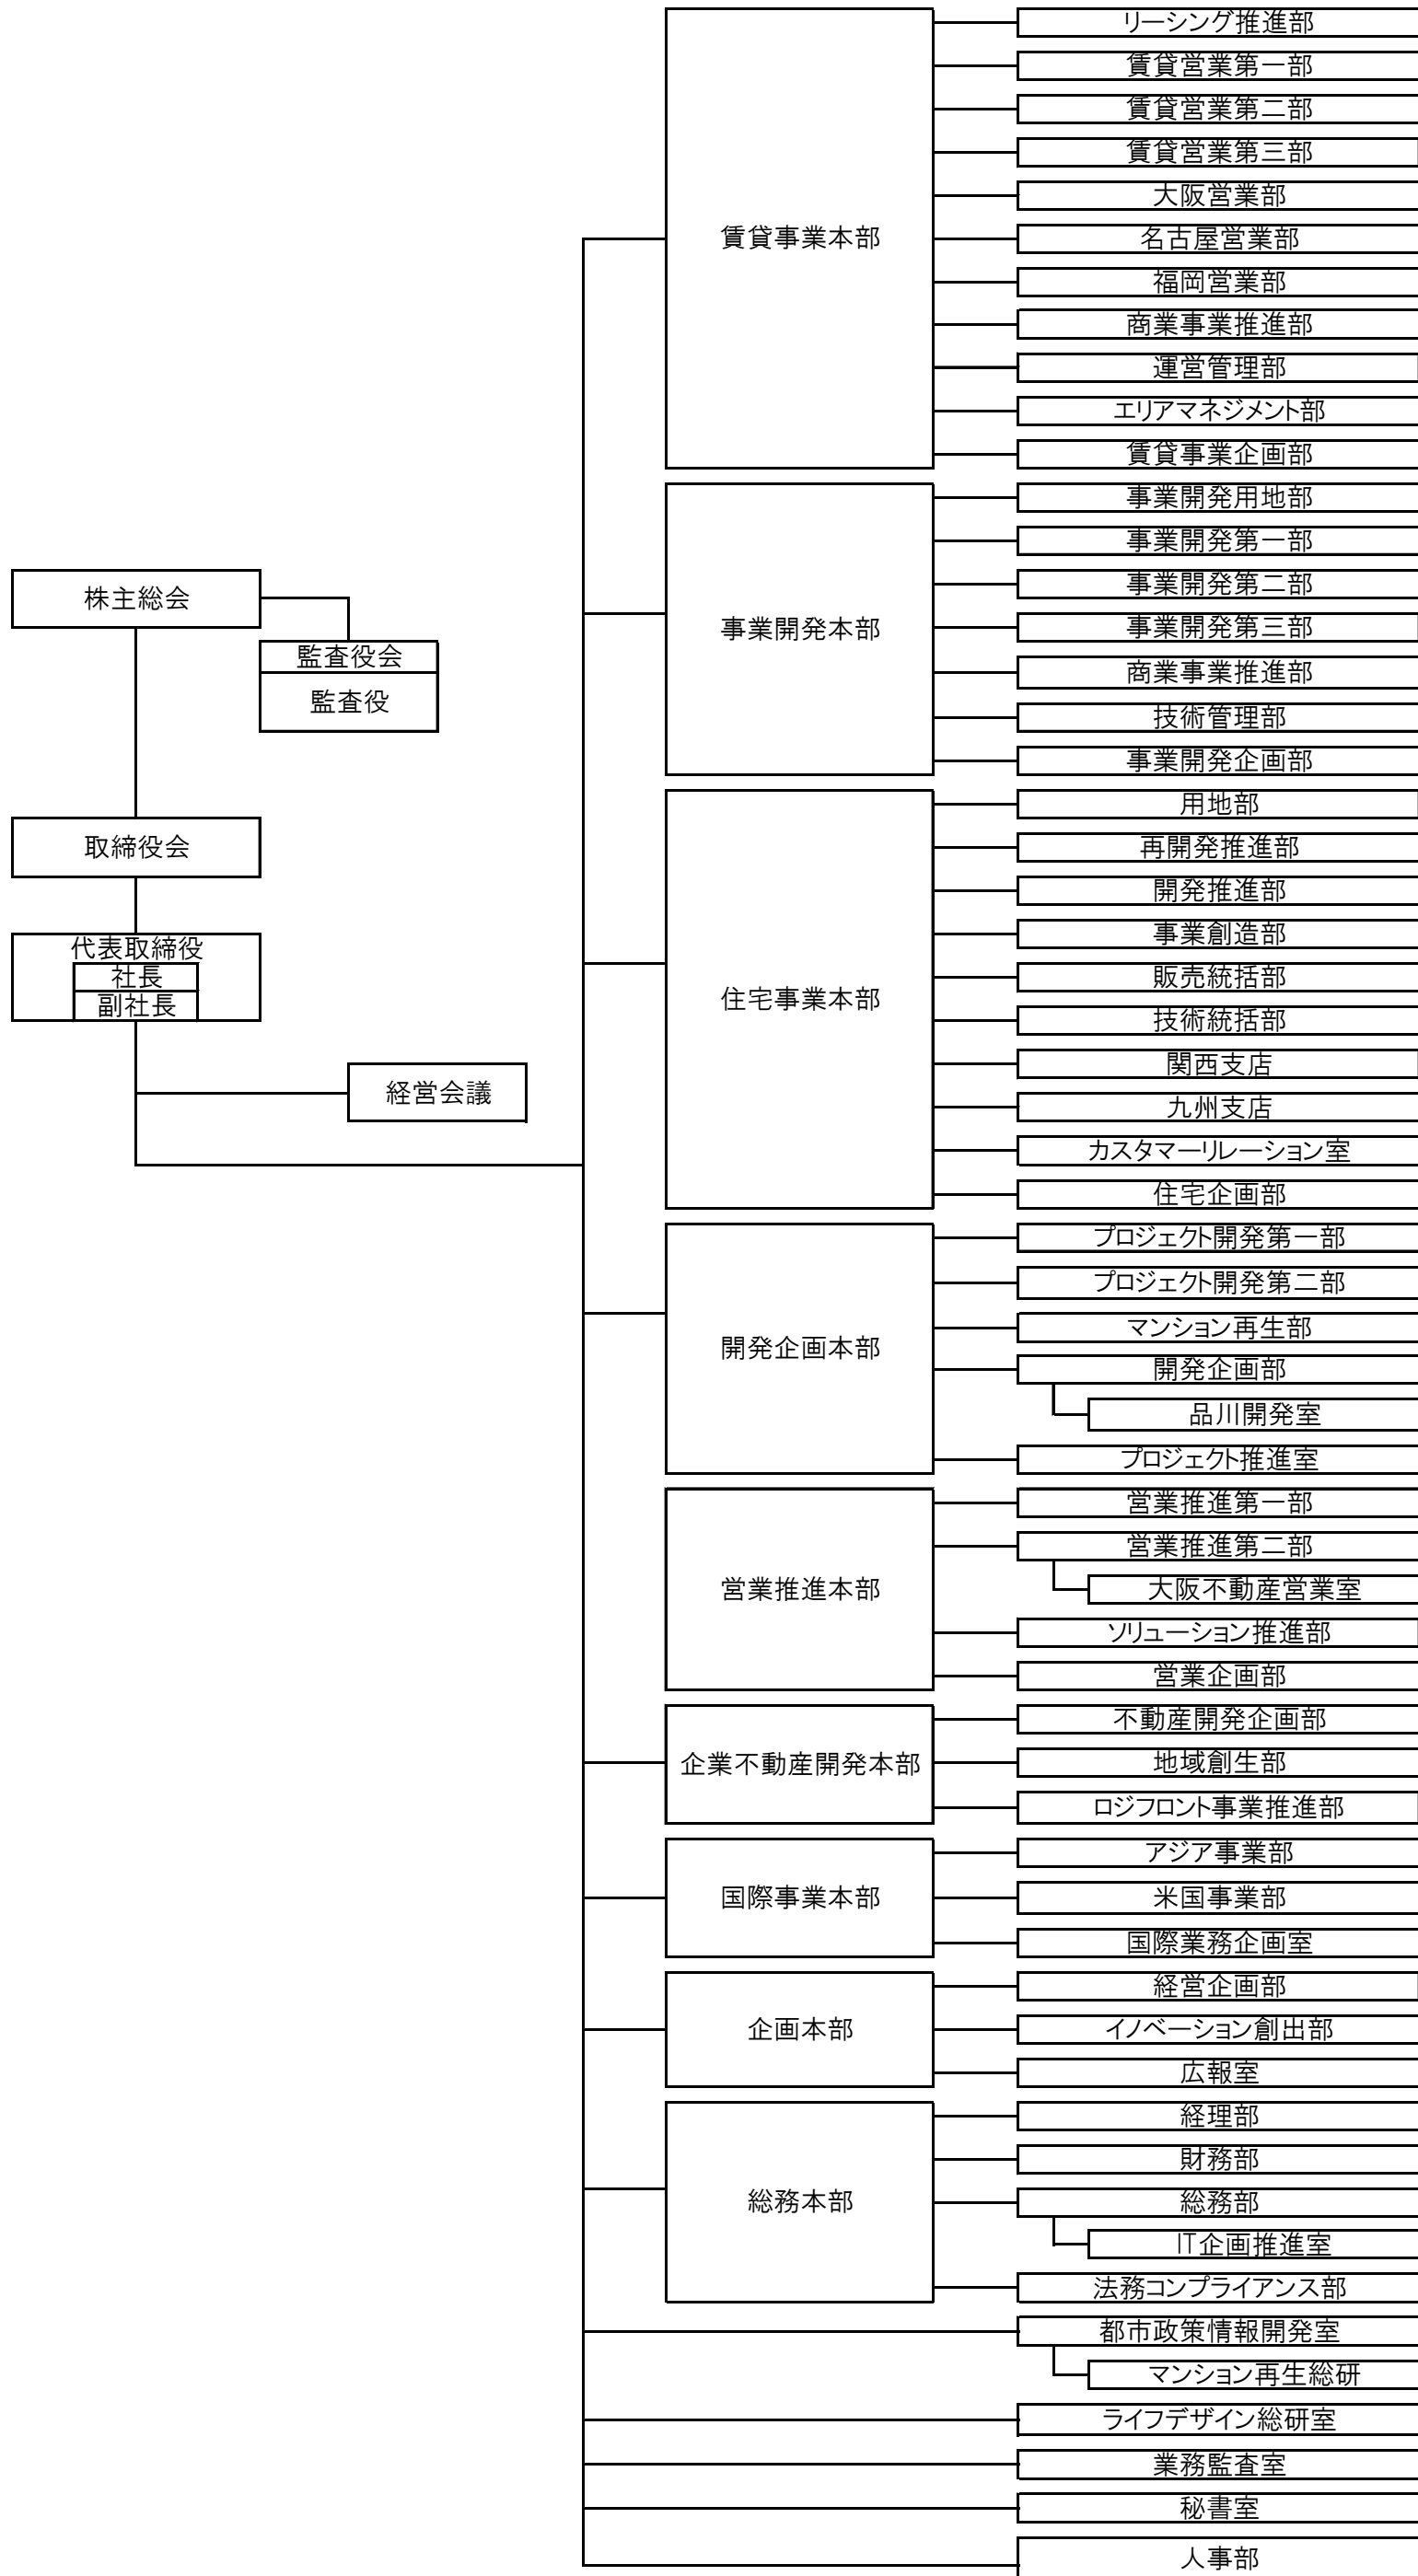 株主総会
監査役会
監査役
取締役会
代表取締役
社長
副社長
経営会議
賃貸事業本部
リーシング推進部
賃貸営業第一部
賃貸営業第二部
賃貸営業第三部
大阪営業部
名古屋営業部
福岡営業部
商業事業推進部
運営管理部
エリアマネジメント部
賃貸事業企画部
事業開発本部
事業開発用地部
事業開発第一部
事業開発第二部
事業開発第三部
商業事業推進部
技術管理部
事業開発企画部
住宅事業本部
用地部
再開発推進部
開発推進部
事業創造部
販売統括部
技術統括部
関西支店
九州支店
カスタマーリレーション室
住宅企画部
開発企画本部
プロジェクト開発第一部
プロジェクト開発第二部
マンション再生部
開発企画部
品川開発室
プロジェクト推進室
営業推進本部
営業推進第一部
営業推進第二部
大阪不動産営業室
ソリューション推進部
営業企画部
企業不動産開発本部
不動産開発企画部
地域創生部
ロジフロント事業推進部
国際事業本部
アジア事業部
米国事業部
国際業務企画室
企画本部
経営企画部
イノベーション創出部
広報室
総務本部
経理部
財務部
総務部
IT企画推進室
法務コンプライアンス部
都市政策情報開発室
マンション再生総研
ライフデザイン総研室
業務監査室
秘書室
人事部